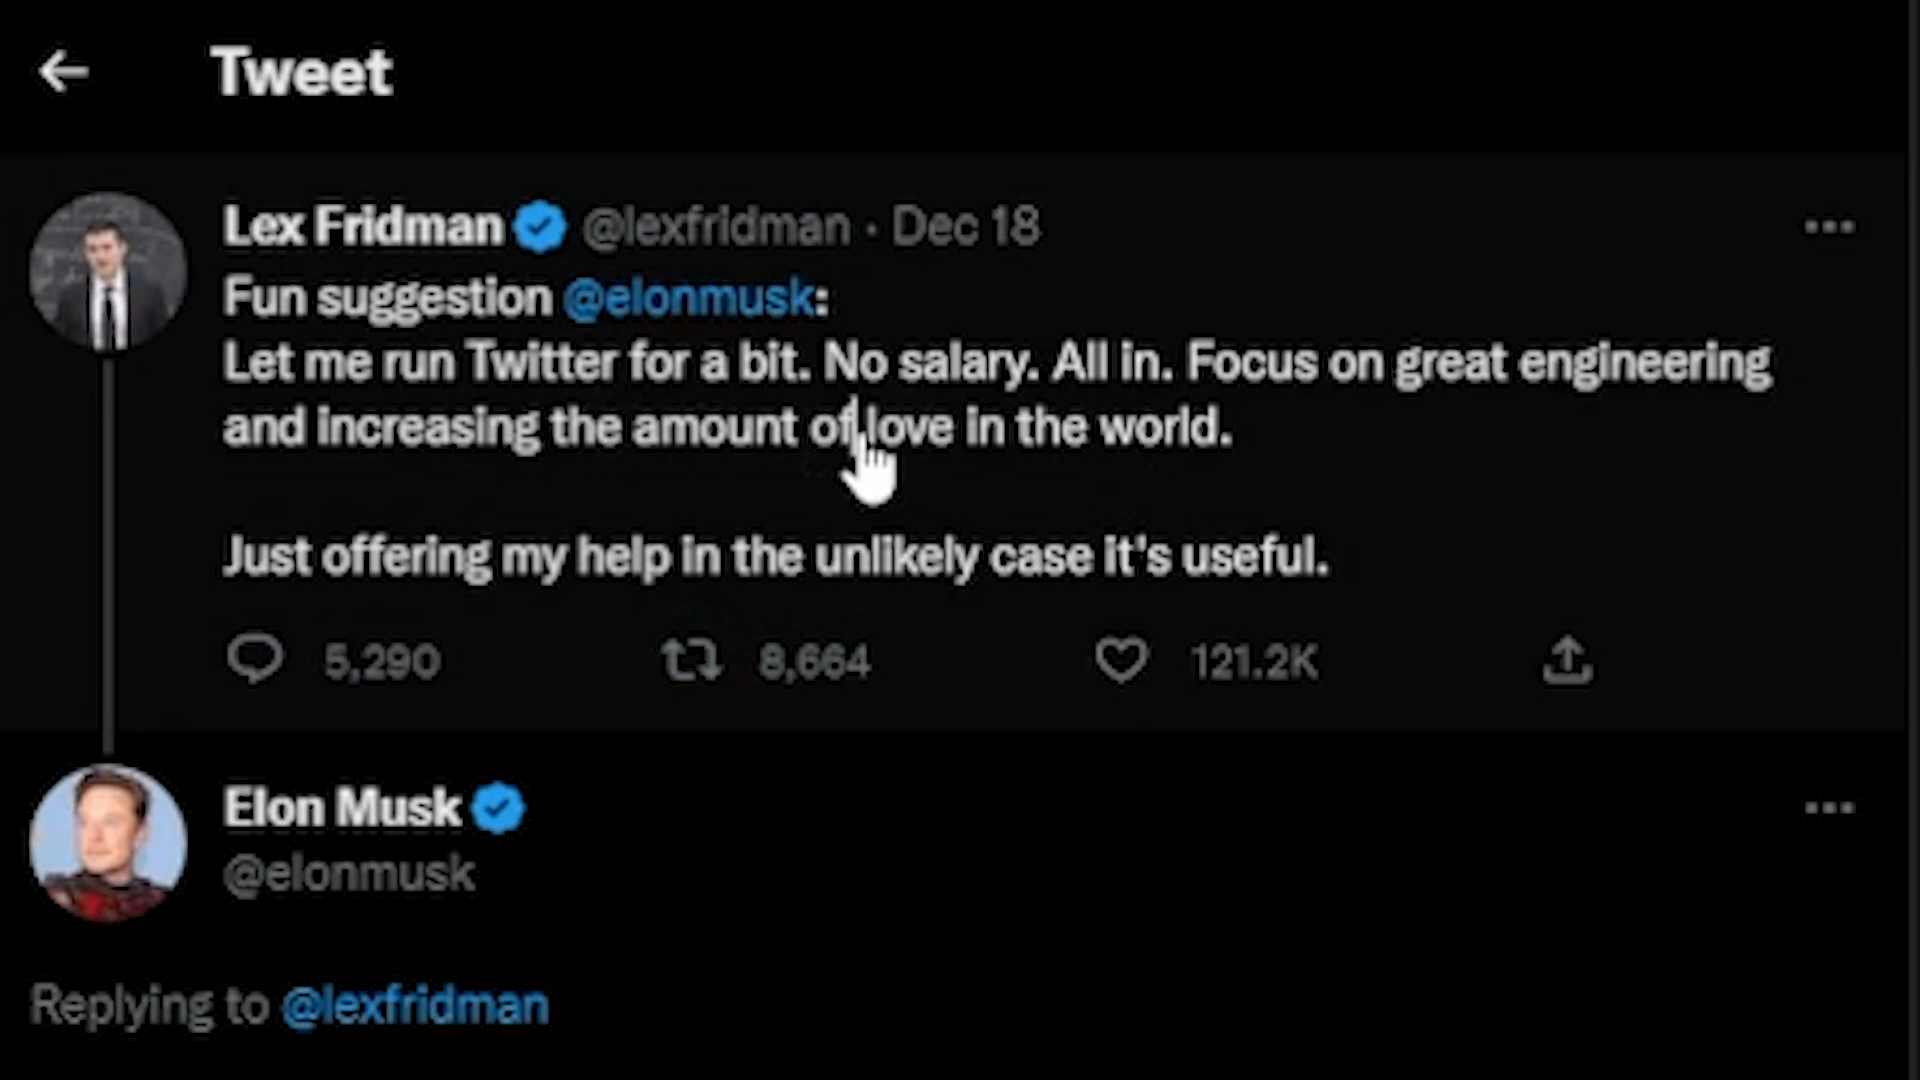 Tweet
Lex Fridman @lexfridman · Dec 18
Fun suggestion @elonmusk:
Let me run Twitter for a bit. No salary. All in. Focus on great engineering
and increasing the amount of love in the world.
Just offering my help in the unlikely case it's useful.
5,290 8,664 121.2K
Elon Musk
@elonmusk
Replying to @lexfridman